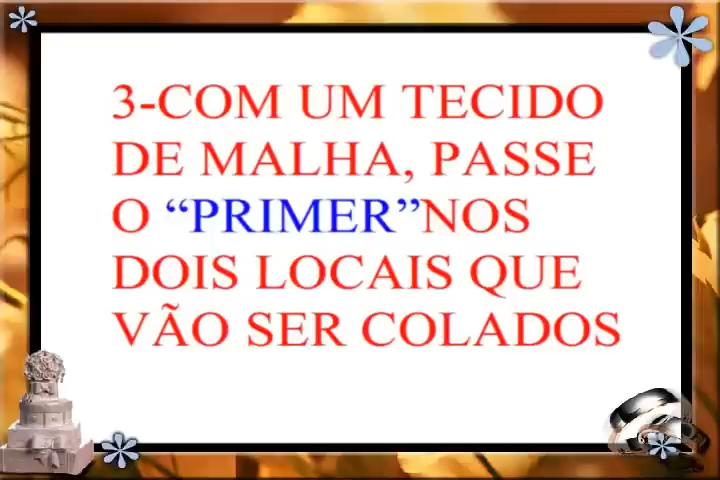 3-COM UM TECIDO
DE MALHA, PASSE
O “PRIMER”NOS
DOIS LOCAIS QUE
VÃO SER COLADOS